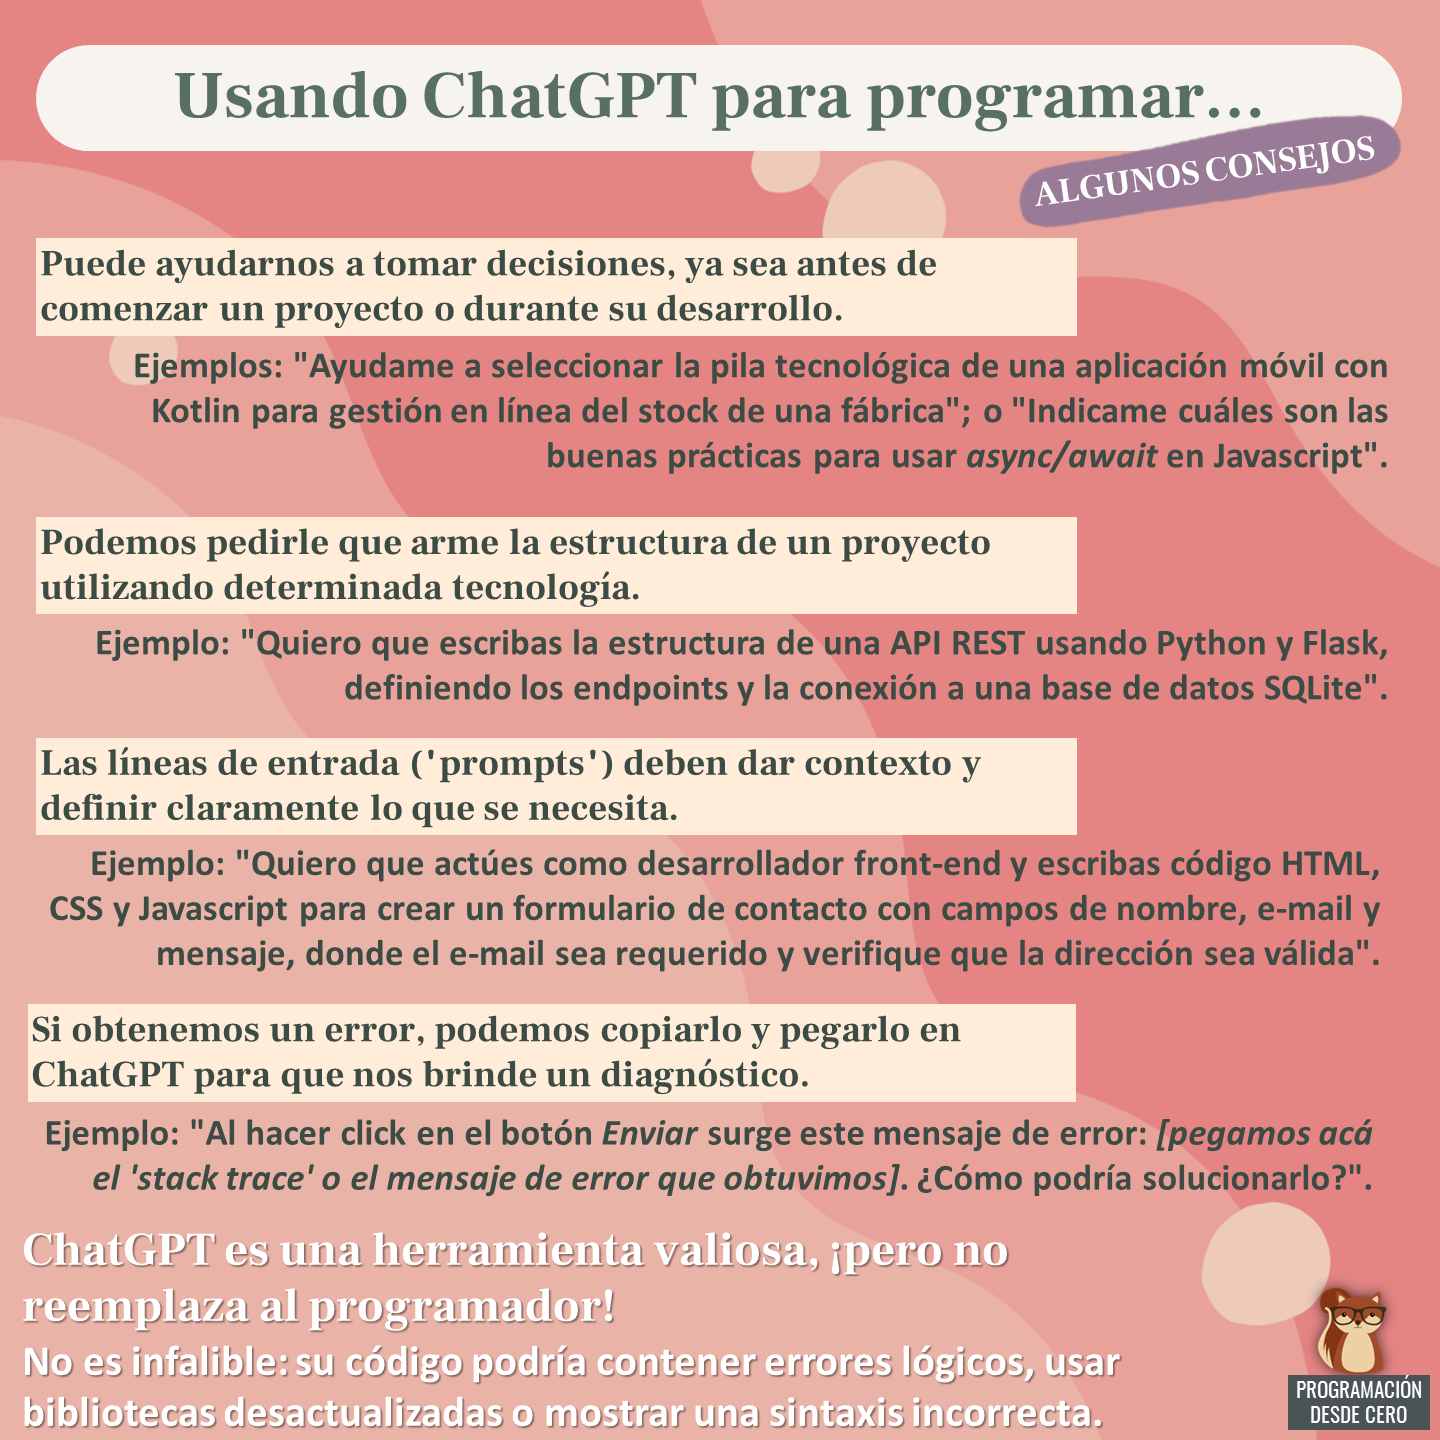 Usando ChatGPT para programar...
ALGUNOS CONSEJOS
Puede ayudarnos a tomar decisiones, ya sea antes de
comenzar un proyecto o durante su desarrollo.
Ejemplos: "Ayudame a seleccionar la pila tecnológica de una aplicación móvil con
Kotlin para gestión en línea del stock de una fábrica"; o "Indicame cuáles son las
buenas prácticas para usar async/await en Javascript".
Podemos pedirle que arme la estructura de un proyecto
utilizando determinada tecnología.
Ejemplo: "Quiero que escribas la estructura de una API REST usando Python y Flask,
definiendo los endpoints y la conexión a una base de datos SQLite".
Las líneas de entrada ('prompts') deben dar contexto y
definir claramente lo que se necesita.
Ejemplo: "Quiero que actúes como desarrollador front-end y escribas código HTML,
CSS y Javascript para crear un formulario de contacto con campos de nombre, e-mail y
mensaje, donde el e-mail sea requerido y verifique que la dirección sea válida".
Si obtenemos un error, podemos copiarlo y pegarlo en
ChatGPT para que nos brinde un diagnóstico.
Ejemplo: "Al hacer click en el botón Enviar surge este mensaje de error: [pegamos acá
el 'stack trace' o el mensaje de error que obtuvimos]. ¿Cómo podría solucionarlo?".
ChatGPT es una herramienta valiosa, ¡pero no
reemplaza al programador!
No es infalible: su código podría contener errores lógicos, usar
bibliotecas desactualizadas o mostrar una sintaxis incorrecta.
PROGRAMACIÓN
DESDE CERO